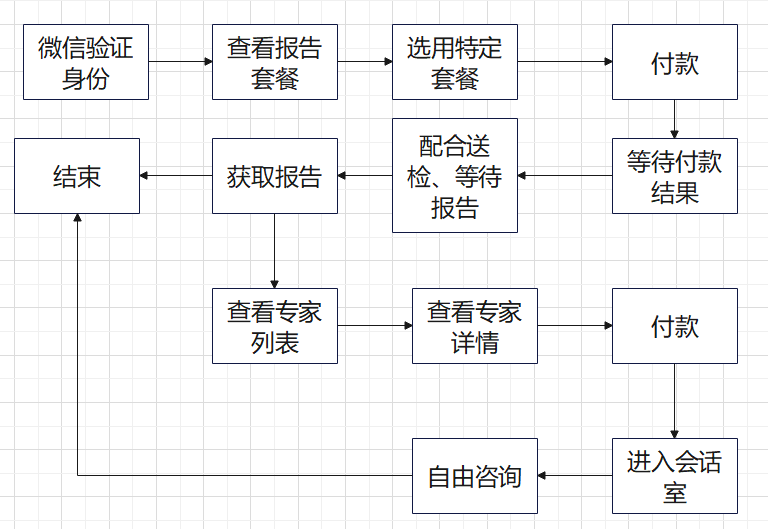 微信验证
身份
查看报告
套餐
选用特定
套餐
付款
结束
获取报告
配合送
检、等待
报告
等待付款
结果
查看专家
列表
查看专家
详情
付款
自由咨询
进入会话
室